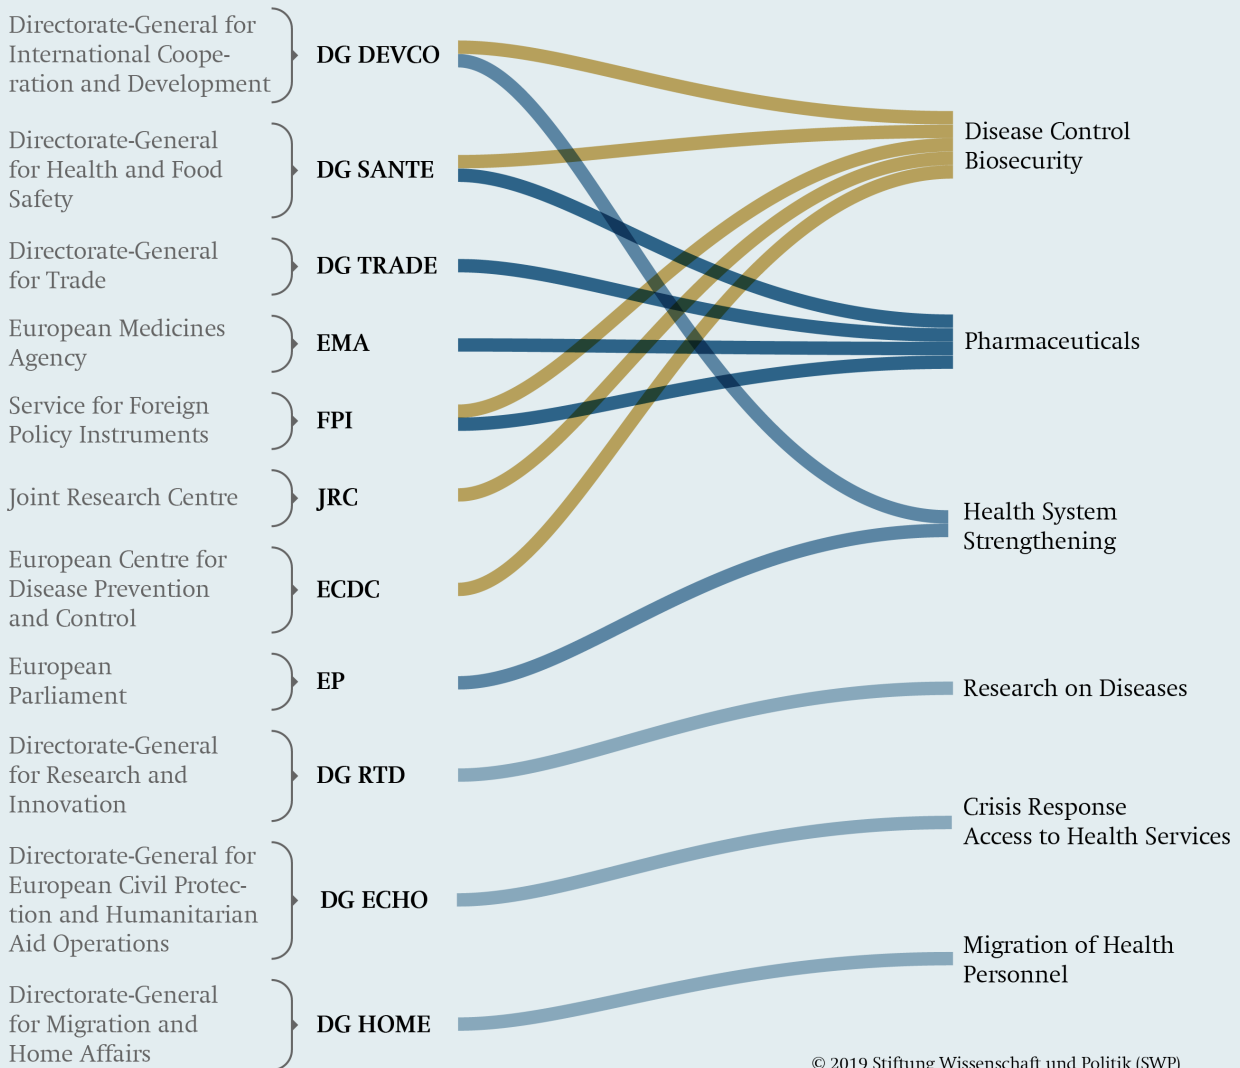 Directorate-General for
International Coope-
ration and Development
DG DEVCO
Directorate-General
for Health and Food
Safety
DG SANTE
Directorate-General
for Trade
DG TRADE
European Medicines
Agency
EMA
Service for Foreign
Policy Instruments
FPI
Joint Research Centre
JRC
European Centre for
Disease Prevention
and Control
ECDC
European
Parliament
EP
Directorate-General
for Research and
Innovation
DG RTD
Directorate-General for
European Civil Protec-
tion and Humanitarian
Aid Operations
DG ECHO
Directorate-General
for Migration and
Home Affairs
DG HOME
Disease Control
Biosecurity
Pharmaceuticals
Health System
Strengthening
Research on Diseases
Crisis Response
Access to Health Services
Migration of Health
Personnel
© 2019 Stiftung Wissenschaft und Politik (SWP)